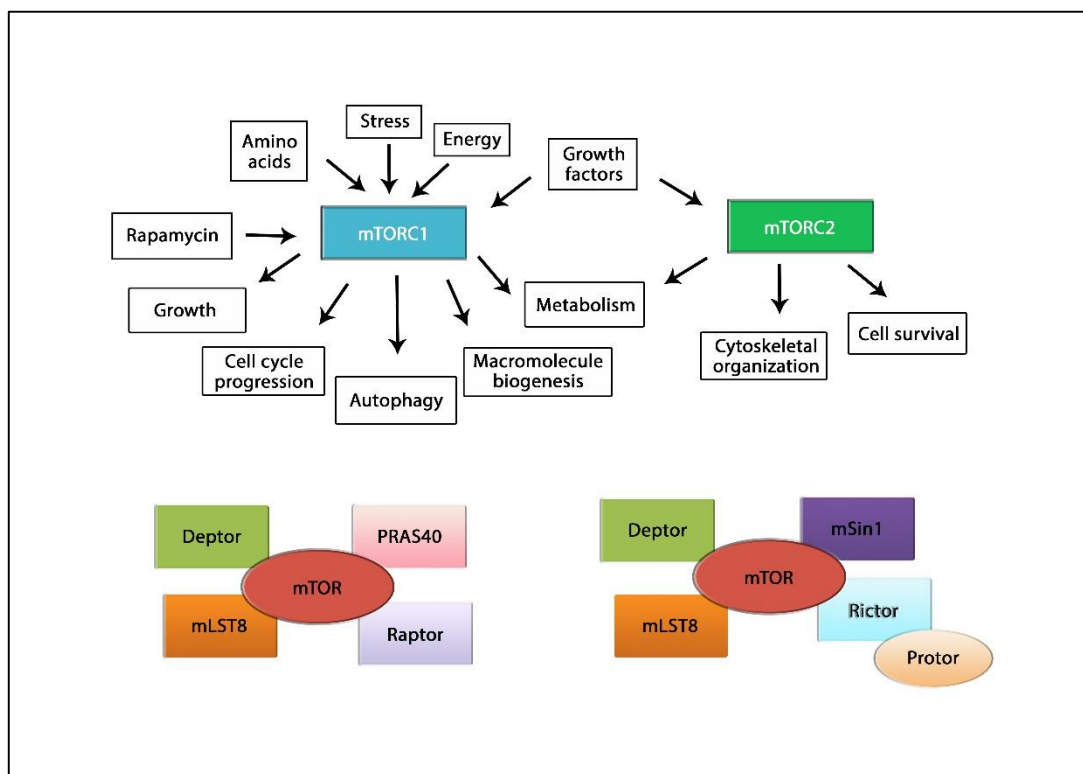 Stress
Amino
acids
Energy
Growth
factors
Rapamycin
mTORC1
mTORC2
Growth
Metabolism
Cell survival
Cell cycle
progression
Macromolecule
biogenesis
Cytoskeletal
organization
Autophagy
Deptor
PRAS40
mTOR
mLST8
Raptor
Deptor
mSin1
mTOR
mLST8
Rictor
Protor